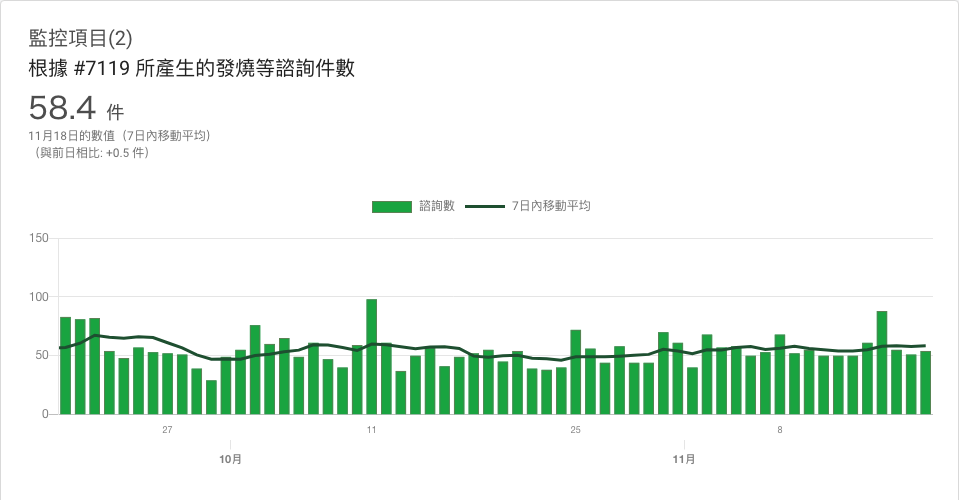 監控項目(2)
根據 #7119 所產生的發燒等諮詢件數
58.4 件
11月18日的數值（7日內移動平均）
（與前日相比: +0.5 件）
諮詢數 7日內移動平均
150
100
50
0
27 11 25 8
10月 11月